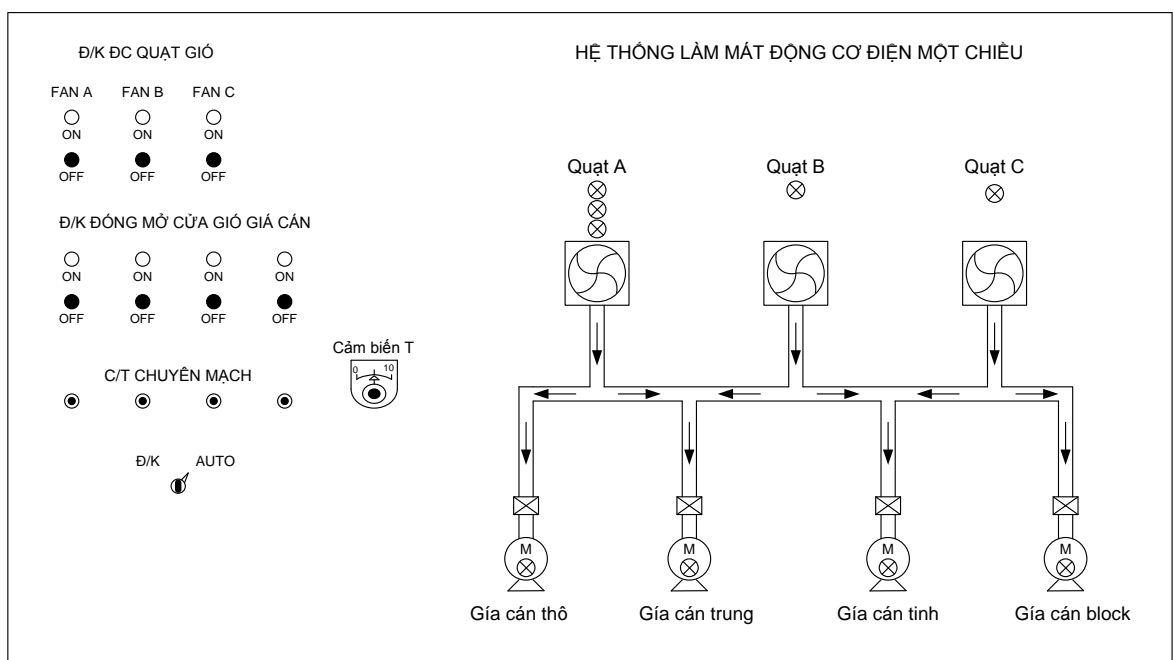 Đ/K ĐC QUẠT GIÓ
FAN A FAN B FAN C
ON ON ON
OFF OFF OFF
Đ/K ĐÓNG MỞ CỬA GIÓ GIÁ CÁN
ON ON ON ON
OFF OFF OFF OFF
C/T CHUYÊN MẠCH
Đ/K AUTO
Cảm biến T
0 10
HỆ THỐNG LÀM MÁT ĐỘNG CƠ ĐIỆN MỘT CHIỀU
Quạt A Quạt B Quạt C
M M M M
Gía cán thô Gía cán trung Gía cán tinh Gía cán block